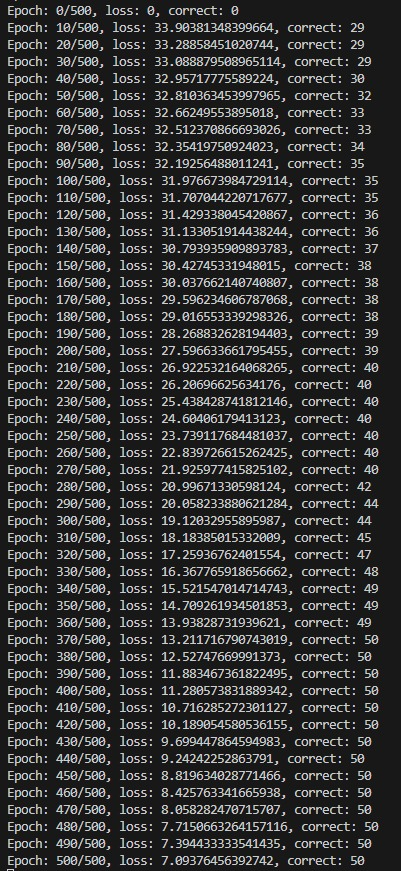 Epoch: 0/500, loss: 0, correct: 0
Epoch: 10/500, loss: 33.90381348399664, correct: 29
Epoch: 20/500, loss: 33.28858451020744, correct: 29
Epoch: 30/500, loss: 33.088879508965114, correct: 29
Epoch: 40/500, loss: 32.95717775589224, correct: 30
Epoch: 50/500, loss: 32.810363453997965, correct: 32
Epoch: 60/500, loss: 32.66249553895018, correct: 33
Epoch: 70/500, loss: 32.512370866693026, correct: 33
Epoch: 80/500, loss: 32.35419750924023, correct: 34
Epoch: 90/500, loss: 32.19256488011241, correct: 35
Epoch: 100/500, loss: 31.976673984729114, correct: 35
Epoch: 110/500, loss: 31.707044220717677, correct: 35
Epoch: 120/500, loss: 31.429338045420867, correct: 36
Epoch: 130/500, loss: 31.133051914438244, correct: 36
Epoch: 140/500, loss: 30.793935909893783, correct: 37
Epoch: 150/500, loss: 30.42745331948015, correct: 38
Epoch: 160/500, loss: 30.037662140740807, correct: 38
Epoch: 170/500, loss: 29.596234606787068, correct: 38
Epoch: 180/500, loss: 29.016553339298326, correct: 38
Epoch: 190/500, loss: 28.268832628194403, correct: 39
Epoch: 200/500, loss: 27.596633661795455, correct: 39
Epoch: 210/500, loss: 26.922532164068265, correct: 40
Epoch: 220/500, loss: 26.20696625634176, correct: 40
Epoch: 230/500, loss: 25.438428741812146, correct: 40
Epoch: 240/500, loss: 24.60406179413123, correct: 40
Epoch: 250/500, loss: 23.739117684481037, correct: 40
Epoch: 260/500, loss: 22.839726615262425, correct: 40
Epoch: 270/500, loss: 21.925977415825102, correct: 40
Epoch: 280/500, loss: 20.99671330598124, correct: 42
Epoch: 290/500, loss: 20.058233880621284, correct: 44
Epoch: 300/500, loss: 19.12032955895987, correct: 44
Epoch: 310/500, loss: 18.18385015332009, correct: 45
Epoch: 320/500, loss: 17.25936762401554, correct: 47
Epoch: 330/500, loss: 16.367765918656662, correct: 48
Epoch: 340/500, loss: 15.521547014714743, correct: 49
Epoch: 350/500, loss: 14.709261934501853, correct: 49
Epoch: 360/500, loss: 13.93828731939621, correct: 49
Epoch: 370/500, loss: 13.211716790743019, correct: 50
Epoch: 380/500, loss: 12.52747669991373, correct: 50
Epoch: 390/500, loss: 11.883467361822495, correct: 50
Epoch: 400/500, loss: 11.280573831889342, correct: 50
Epoch: 410/500, loss: 10.716285272301127, correct: 50
Epoch: 420/500, loss: 10.189054580536155, correct: 50
Epoch: 430/500, loss: 9.699447864594983, correct: 50
Epoch: 440/500, loss: 9.24242252863791, correct: 50
Epoch: 450/500, loss: 8.819634028771466, correct: 50
Epoch: 460/500, loss: 8.425763341665938, correct: 50
Epoch: 470/500, loss: 8.058282470715707, correct: 50
Epoch: 480/500, loss: 7.7150663264157116, correct: 50
Epoch: 490/500, loss: 7.394433333541435, correct: 50
Epoch: 500/500, loss: 7.09376456392742, correct: 50